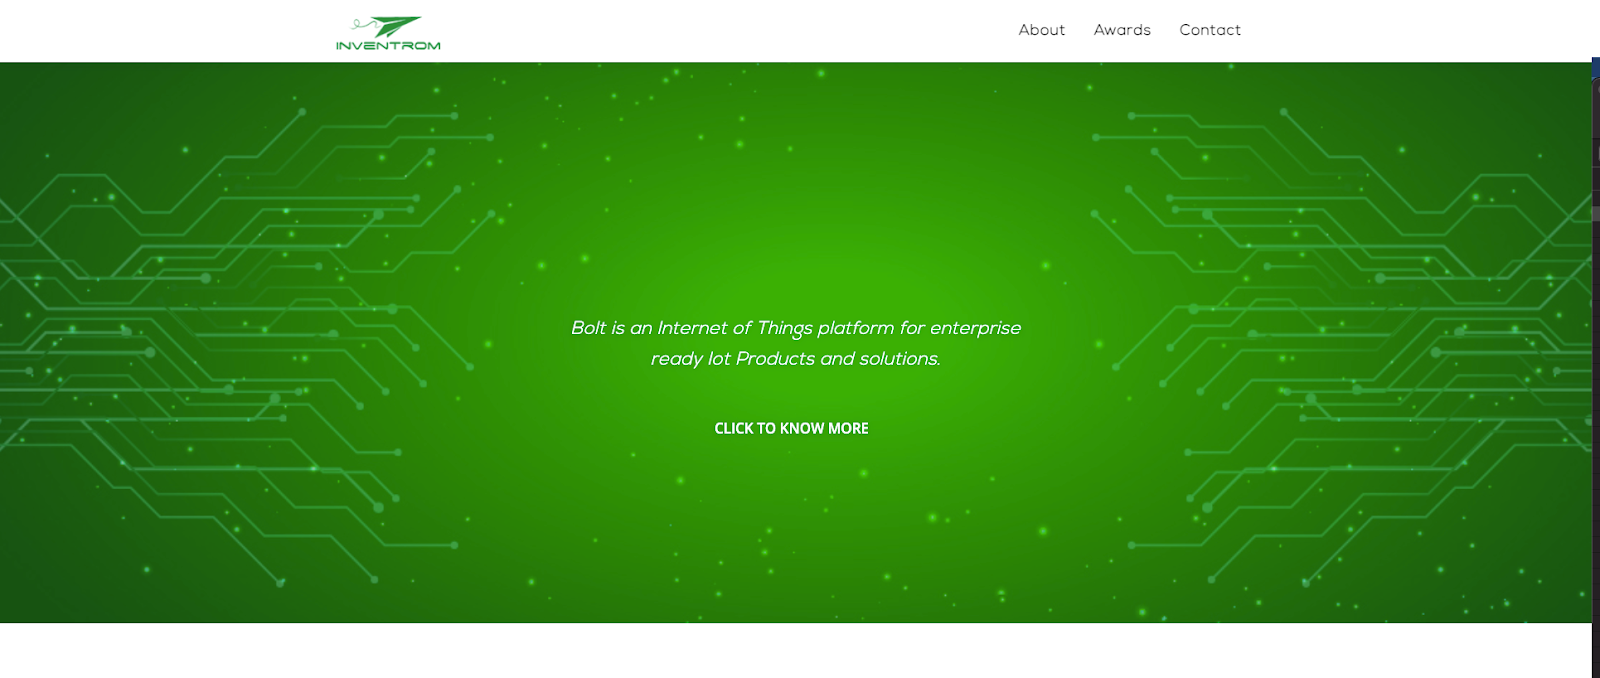 INVENTROM
About Awards Contact
Bolt is an Internet of Things platform for enterprise
ready Iot Products and solutions.
CLICK TO KNOW MORE